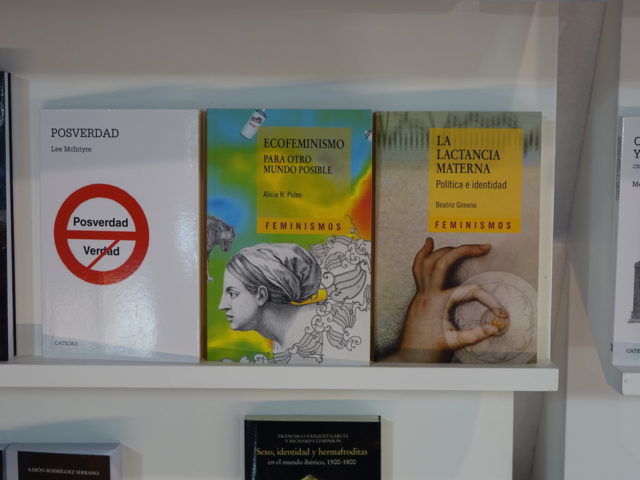 POSVERDAD
Lee McIntyre
Posverdad
Verdad
CÁTEDRA
ECOFEMINISMO
PARA OTRO
MUNDO POSIBLE
Alicia H. Puleo
FEMINISMOS
LA
LACTANCIA
MATERNA
Política e identidad
Beatriz Gimeno
FEMINISMOS
AARÓN RODRÍGUEZ SERRANO
FRANCISCO VÁZQUEZ GARCÍA
Y RICHARD CLEMINSON
Sexo, identidad y hermafroditas
en el mundo ibérico, 1500-1800